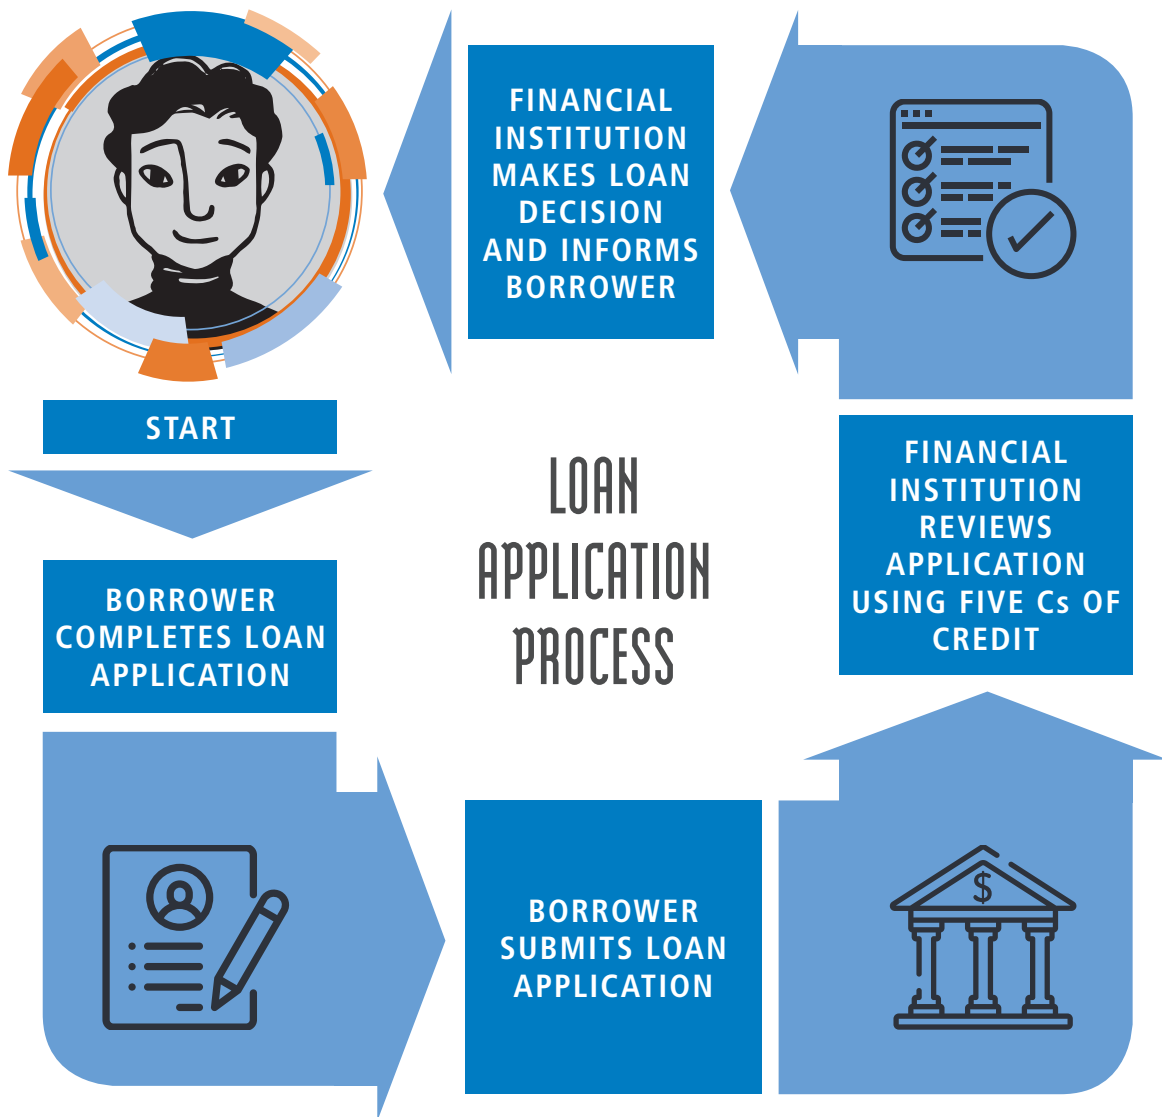 START
BORROWER
COMPLETES LOAN
APPLICATION
BORROWER
SUBMITS LOAN
APPLICATION
$
FINANCIAL
INSTITUTION
REVIEWS
APPLICATION
USING FIVE Cs OF
CREDIT
FINANCIAL
INSTITUTION
MAKES LOAN
DECISION
AND INFORMS
BORROWER
LOAN
APPLICATION
PROCESS